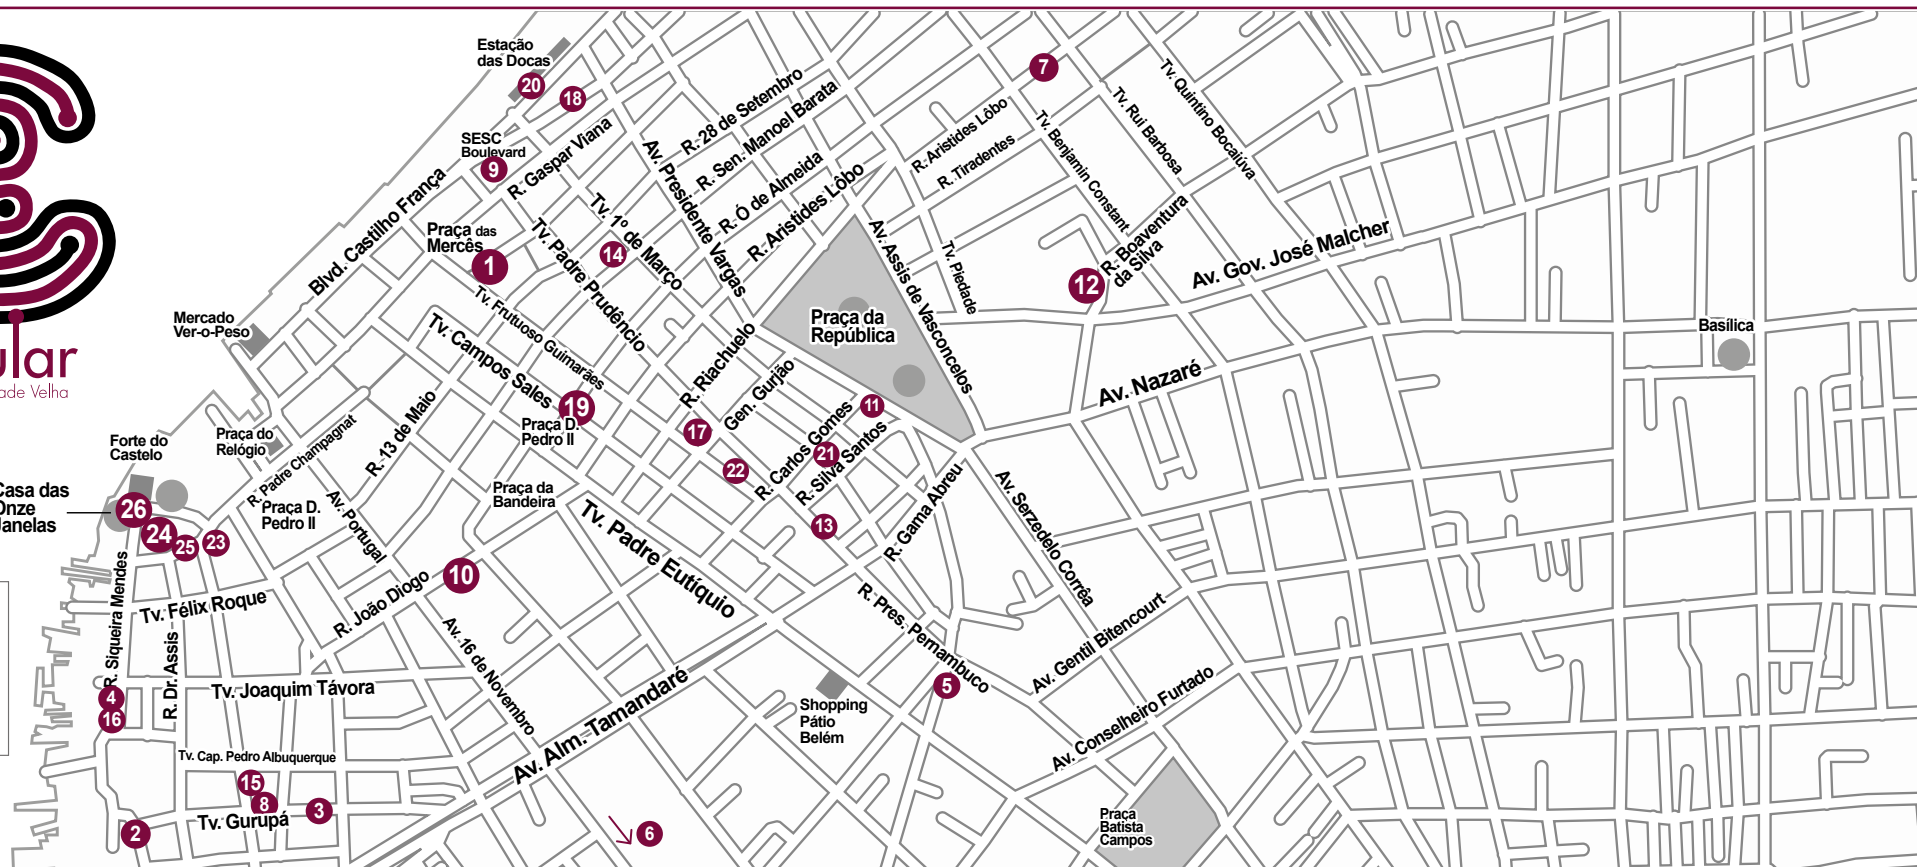 Estação
das Docas
20
18
7
SESC
Boulevard
9
R. Gaspar Viana
R. 28 de Setembro
R. Sen. Manoel Barata
R. Ó de Almeida
R. Aristides Lôbo
Av. Presidente Vargas
R. Aristides Lôbo
R. Tiradentes
Tv. Benjamin Constant
Tv. Rui Barbosa
Tv. Quintino Bocaiúva
Blvd. Castilho França
Praça das
Mercês
1
Tv. Padre Prudêncio
Tv. 1º de Março
14
Av. Assis de Vasconcelos
Tv. Piedade
12
R. Boaventura
da Silva
Av. Gov. José Malcher
Mercado
Ver-o-Peso
Tv. Frutuoso Guimarães
Tv. Campos Sales
19
Praça D.
Pedro II
Praça da
República
R. Riachuelo
Gen. Gurjão
Av. Nazaré
Basílica
ular
ade Velha
R. 13 de Maio
17
22
R. Carlos Gomes
11
21
R. Silva Santos
13
Forte do
Castelo
Praça do
Relógio
R. Padre Champagnat
Praça D.
Pedro II
Av. Portugal
Praça da
Bandeira
Casa das
Onze
Janelas
26
24
25
23
Tv. Padre Eutíquio
R. Gama Abreu
Av. Serzedelo Corrêa
R. Siqueira Mendes
Tv. Félix Roque
R. João Diogo
10
R. Pres. Pernambuco
Av. Gentil Bitencourt
R. Dr. Assis
Av. 16 de Novembro
4
16
Tv. Joaquim Távora
5
Shopping
Pátio
Belém
Av. Alm. Tamandaré
Av. Conselheiro Furtado
Tv. Cap. Pedro Albuquerque
15
8
3
Tv. Gurupá
2
6
Praça
Batista
Campos